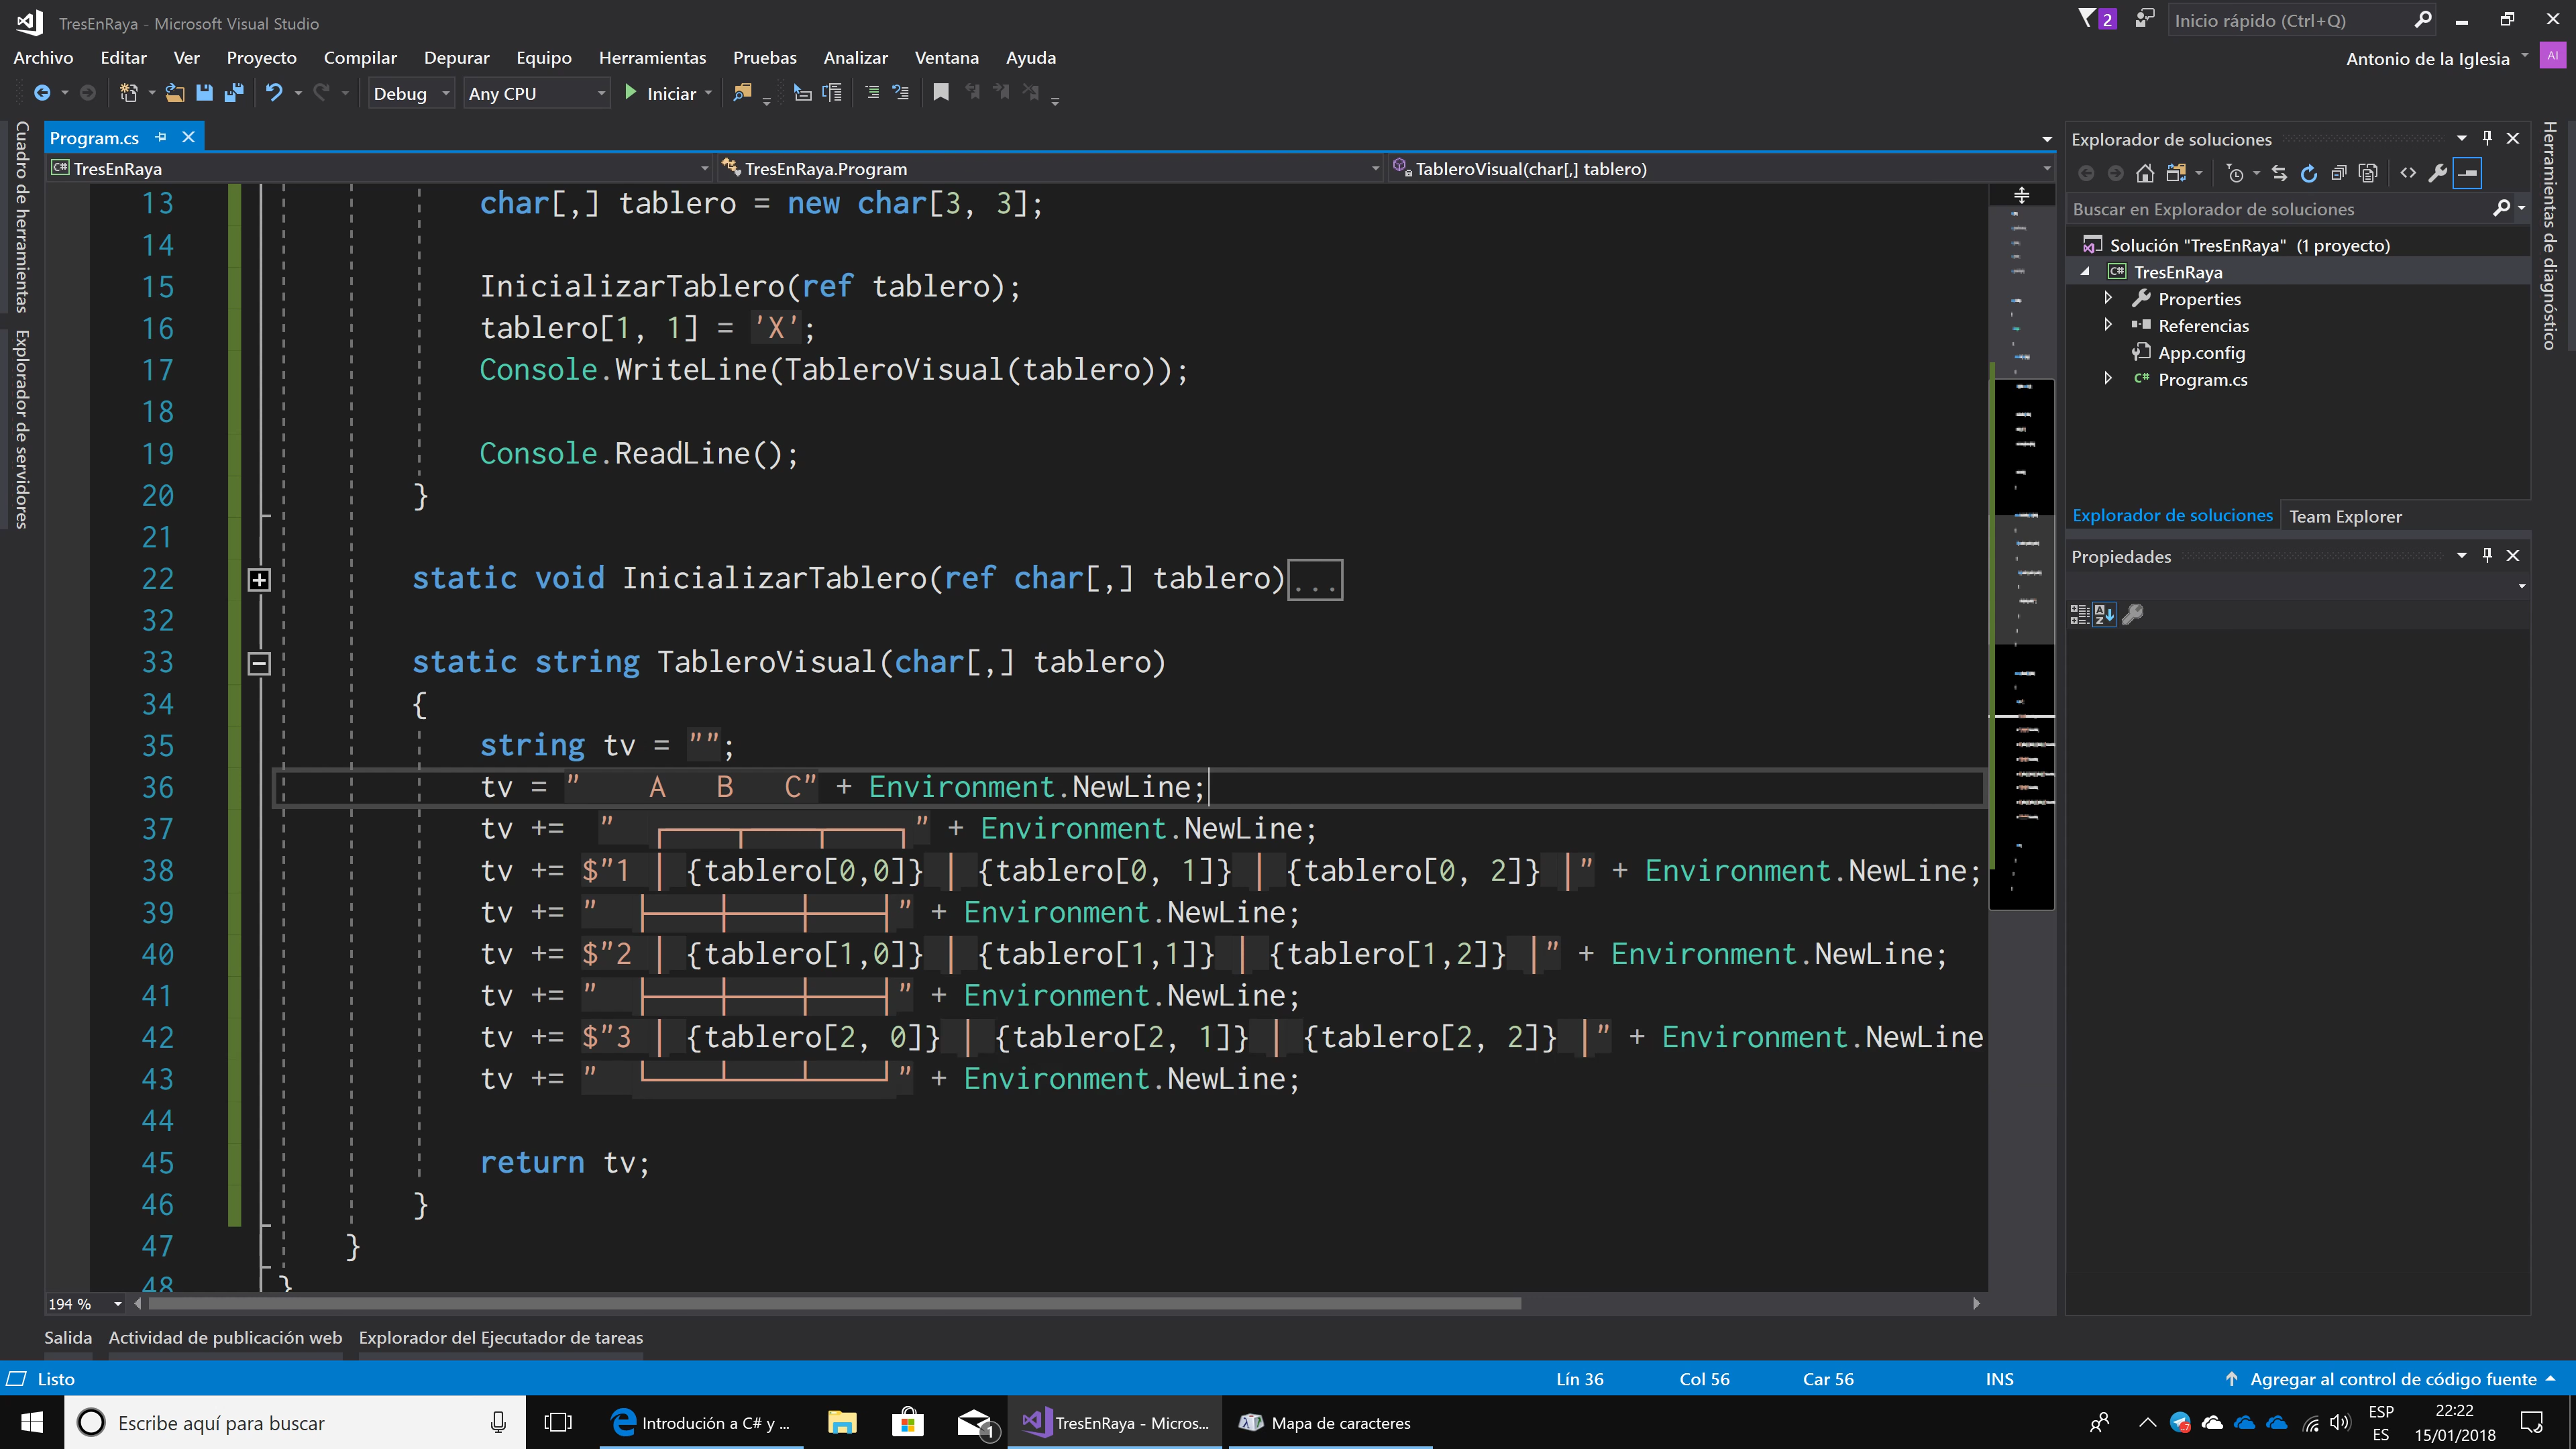 TresEnRaya - Microsoft Visual Studio
2
Inicio rápido (Ctrl+Q)
Archivo Editar Ver Proyecto Compilar Depurar Equipo Herramientas Pruebas Analizar Ventana Ayuda
Antonio de la Iglesia
AI
Debug Any CPU Iniciar
Cuadro de herramientas
Explorador de servidores
Program.cs
TresEnRaya
TresEnRaya.Program
TableroVisual(char[,] tablero)
13 char[,] tablero = new char[3, 3];
14
15 InicializarTablero(ref tablero);
16 tablero[1, 1] = 'X';
17 Console.WriteLine(TableroVisual(tablero));
18
19 Console.ReadLine();
20 }
21
22 static void InicializarTablero(ref char[,] tablero)...
32
33 static string TableroVisual(char[,] tablero)
34 {
35 string tv = "";
36 tv = "    A   B   C" + Environment.NewLine;
37 tv +=  "  ┌────┬────┬────┐" + Environment.NewLine;
38 tv += $"1 │ {tablero[0,0]} │ {tablero[0, 1]} │ {tablero[0, 2]} │" + Environment.NewLine;
39 tv += "  ├────┼────┼────┤" + Environment.NewLine;
40 tv += $"2 │ {tablero[1,0]} │ {tablero[1,1]} │ {tablero[1,2]} │" + Environment.NewLine;
41 tv += "  ├────┼────┼────┤" + Environment.NewLine;
42 tv += $"3 │ {tablero[2, 0]} │ {tablero[2, 1]} │ {tablero[2, 2]} │" + Environment.NewLine
43 tv += "  └────┴────┴────┘" + Environment.NewLine;
44
45 return tv;
46 }
47 }
48 }
194 %
Explorador de soluciones
Buscar en Explorador de soluciones
Solución "TresEnRaya" (1 proyecto)
C# TresEnRaya
Properties
Referencias
App.config
C# Program.cs
Explorador de soluciones Team Explorer
Propiedades
Herramientas de diagnóstico
Salida Actividad de publicación web Explorador del Ejecutador de tareas
Listo Lín 36 Col 56 Car 56 INS Agregar al control de código fuente
Escribe aquí para buscar
Introducción a C# y ...
1
TresEnRaya - Micros...
Mapa de caracteres
ESP
ES
22:22
15/01/2018